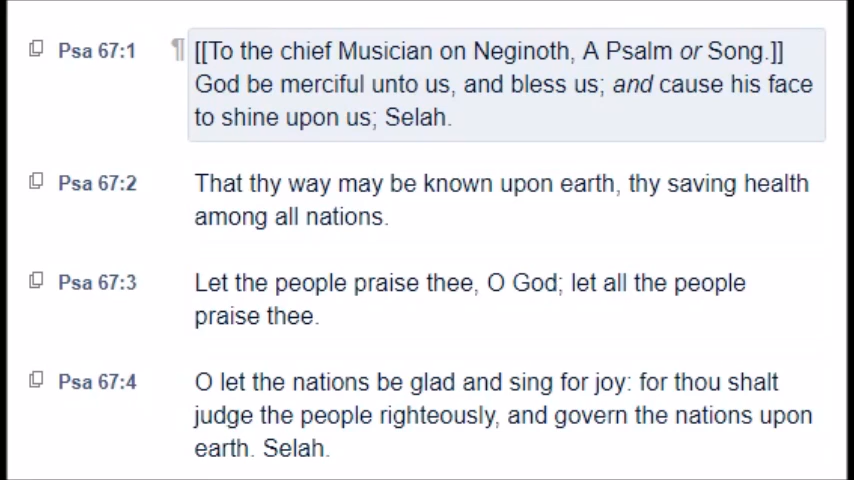 Psa 67:1 ¶ [[To the chief Musician on Neginoth, A Psalm or Song.]]
God be merciful unto us, and bless us; and cause his face
to shine upon us; Selah.
Psa 67:2 That thy way may be known upon earth, thy saving health
among all nations.
Psa 67:3 Let the people praise thee, O God; let all the people
praise thee.
Psa 67:4 O let the nations be glad and sing for joy: for thou shalt
judge the people righteously, and govern the nations upon
earth. Selah.